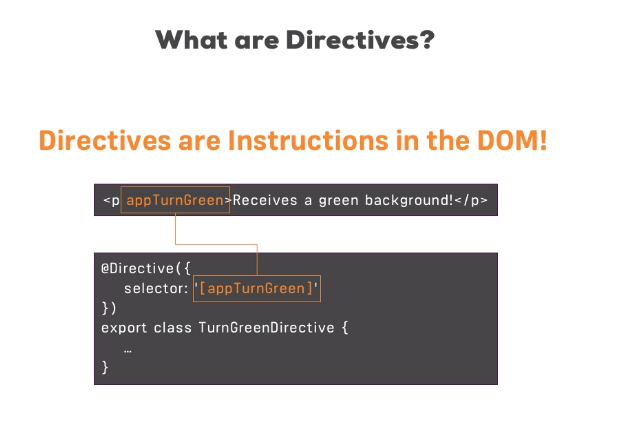 What are Directives?
Directives are Instructions in the DOM!
<p appTurnGreen>Receives a green background!</p>
@Directive({
selector: '[appTurnGreen]'
})
export class TurnGreenDirective {
…
}